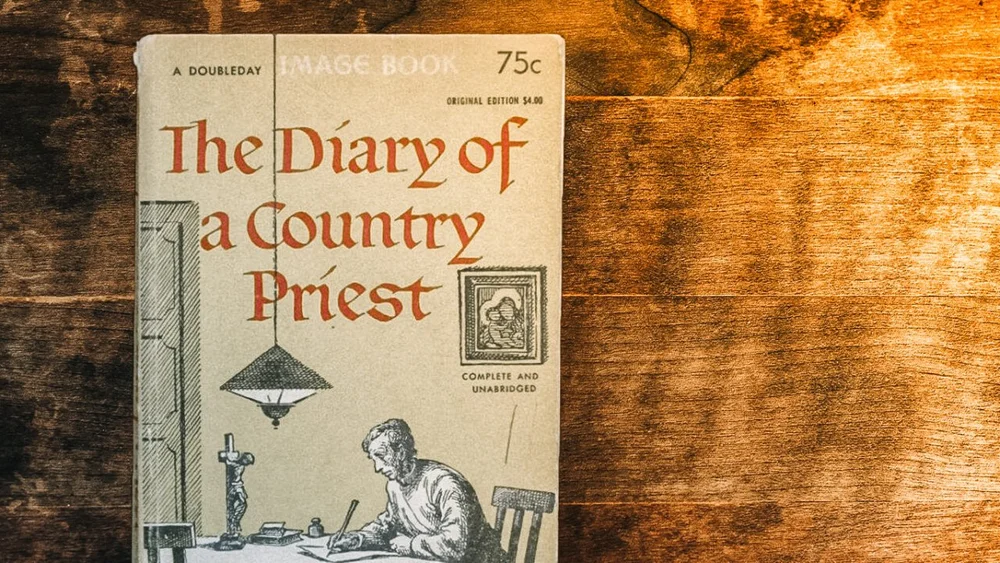 A DOUBLEDAY IMAGE BOOK 75c
ORIGINAL EDITION $4.00
The Diary of
a Country
Priest
COMPLETE AND
UNABRIDGED